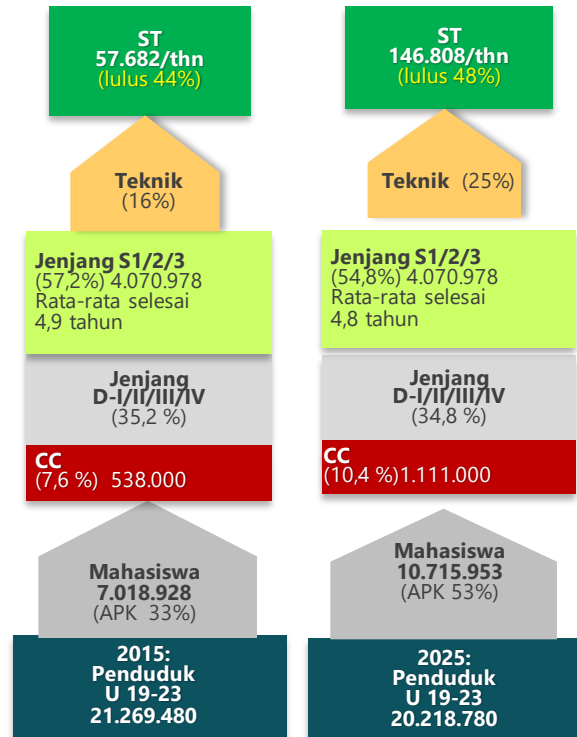 ST
57.682/thn
(lulus 44%)
Teknik
(16%)
Jenjang S1/2/3
(57,2%) 4.070.978
Rata-rata selesai
4,9 tahun
Jenjang
D-I/II/III/IV
(35,2 %)
CC
(7,6 %) 538.000
Mahasiswa
7.018.928
(APK 33%)
2015:
Penduduk
U 19-23
21.269.480
ST
146.808/thn
(lulus 48%)
Teknik (25%)
Jenjang S1/2/3
(54,8%) 4.070.978
Rata-rata selesai
4,8 tahun
Jenjang
D-I/II/III/IV
(34,8 %)
CC
(10,4 %)1.111.000
Mahasiswa
10.715.953
(APK 53%)
2025:
Penduduk
U 19-23
20.218.780